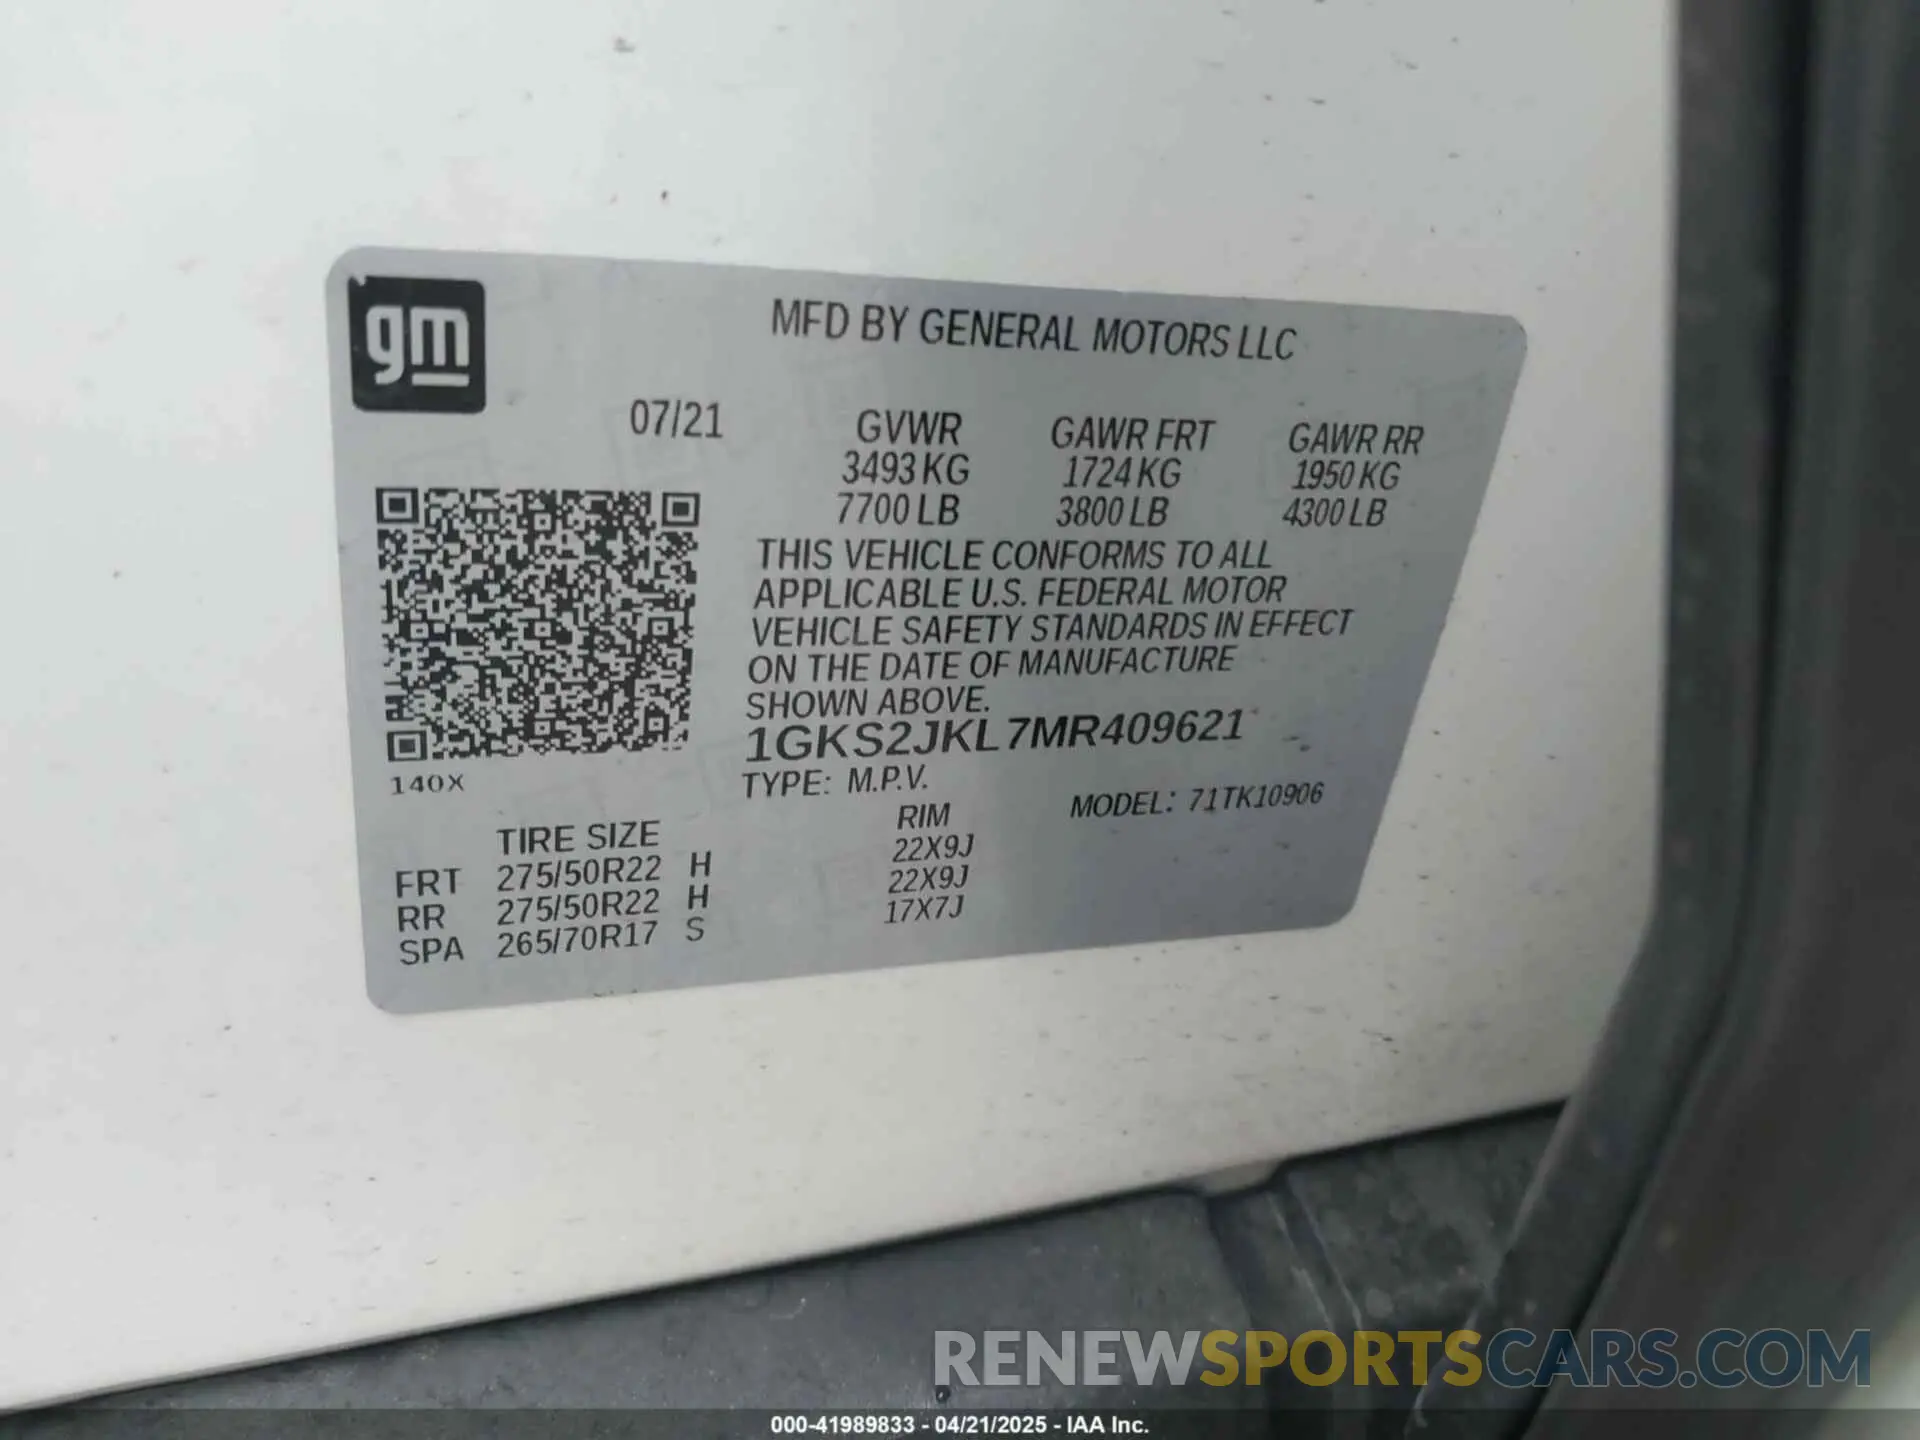 gm
MFD BY GENERAL MOTORS LLC
07/21
GVWR GAWR FRT GAWR RR
3493 KG 1724 KG 1950 KG
7700 LB 3800 LB 4300 LB
THIS VEHICLE CONFORMS TO ALL
APPLICABLE U.S. FEDERAL MOTOR
VEHICLE SAFETY STANDARDS IN EFFECT
ON THE DATE OF MANUFACTURE
SHOWN ABOVE.
1GKS2JKL7MR409621
140X
TYPE: M.P.V.
MODEL: 71TK10906
TIRE SIZE RIM
FRT 275/50R22 H 22X9J
RR 275/50R22 H 22X9J
SPA 265/70R17 S 17X7J
RENEWSPORTSCARS.COM
000-41989833 - 04/21/2025 - IAA Inc.